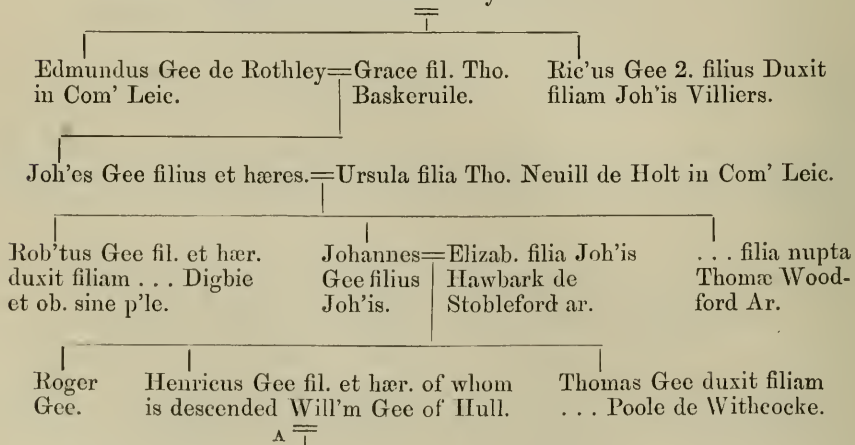 Edmundus Gee de Rothley=Grace fil. Tho.
in Com' Leic.
Baskeruile.
Ric'us Gee 2. filius Duxit
filiam Joh'is Villiers.
Joh'es Gee filius et hæres.=Ursula filia Tho. Neuill de Holt in Com' Leic.
Rob'tus Gee fil. et hær.
duxit filiam . . . Digbie
et ob. sine p'le.
Johannes=Elizab. filia Joh'is
Gee filius
Joh'is.
Hawbark de
Stobleford ar.
. . . filia nupta
Thomæ Wood-
ford Ar.
Roger
Gee.
Henricus Gee fil. et hær. of whom
is descended Will'm Gee of Hull.
Thomas Gee duxit filiam
. . . Poole de Withcocke.
A